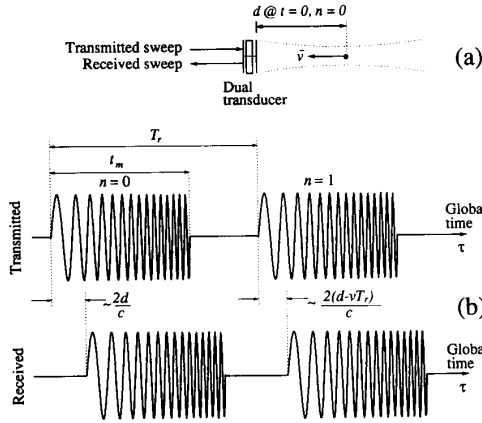 d @ t = 0, n = 0
Transmitted sweep
Received sweep
v̄
(a)
Dual
transducer
T_r
t_m
n = 0
n = 1
Transmitted
Global
time
τ
~ 2d/c
~ 2(d-vT_r)/c
(b)
Received
Global
time
τ